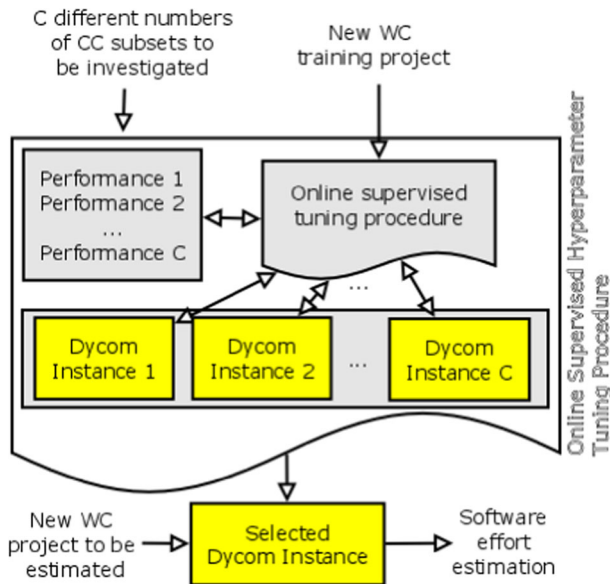 C different numbers
of CC subsets to
be investigated
New WC
training project
Performance 1
Performance 2
...
Performance C
Online supervised
tuning procedure
...
Dycom
Instance 1
Dycom
Instance 2
...
Dycom
Instance C
Online Supervised Hyperparameter
Tuning Procedure
New WC
project to be
estimated
Selected
Dycom Instance
Software
effort
estimation